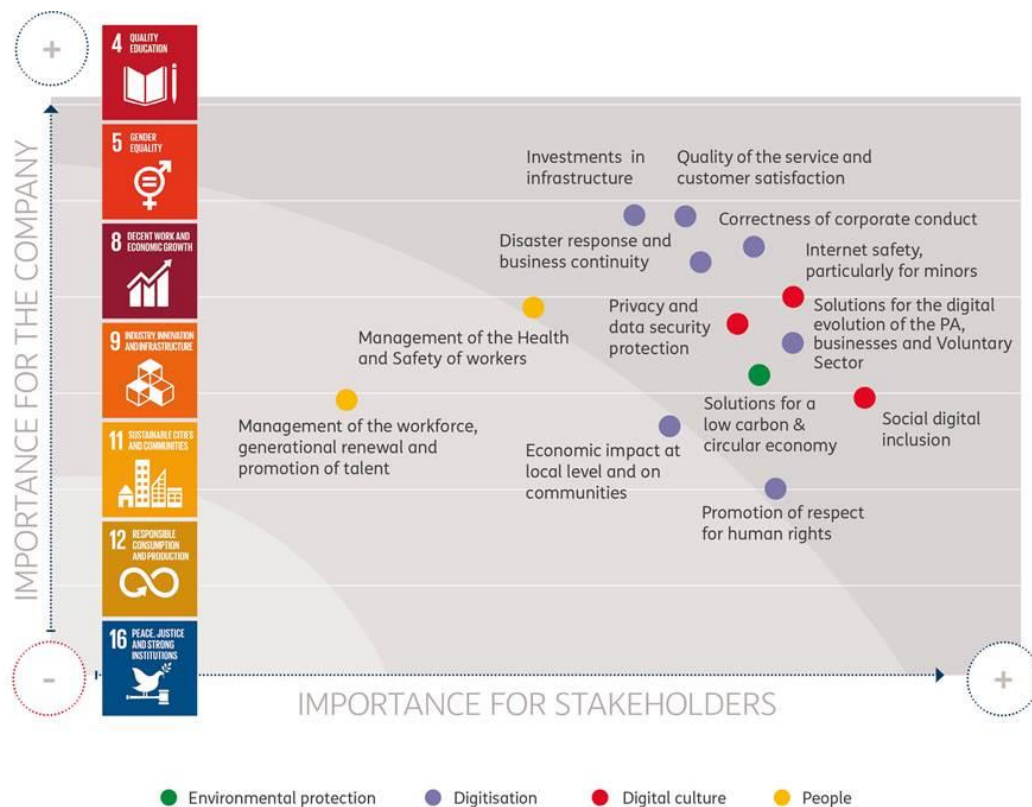 +
IMPORTANCE FOR THE COMPANY
-
4 QUALITY
EDUCATION
5 GENDER
EQUALITY
8 DECENT WORK AND
ECONOMIC GROWTH
9 INDUSTRY, INNOVATION
AND INFRASTRUCTURE
11 SUSTAINABLE CITIES
AND COMMUNITIES
12 RESPONSIBLE
CONSUMPTION
AND PRODUCTION
16 PEACE, JUSTICE
AND STRONG
INSTITUTIONS
Investments in
infrastructure
Quality of the service and
customer satisfaction
Correctness of corporate conduct
Disaster response and
business continuity
Internet safety,
particularly for minors
Privacy and
data security
protection
Solutions for the digital
evolution of the PA,
businesses and Voluntary
Sector
Management of the Health
and Safety of workers
Solutions for a
low carbon &
circular economy
Social digital
inclusion
Management of the workforce,
generational renewal and
promotion of talent
Economic impact at
local level and on
communities
Promotion of respect
for human rights
IMPORTANCE FOR STAKEHOLDERS
+
Environmental protection
Digitisation
Digital culture
People